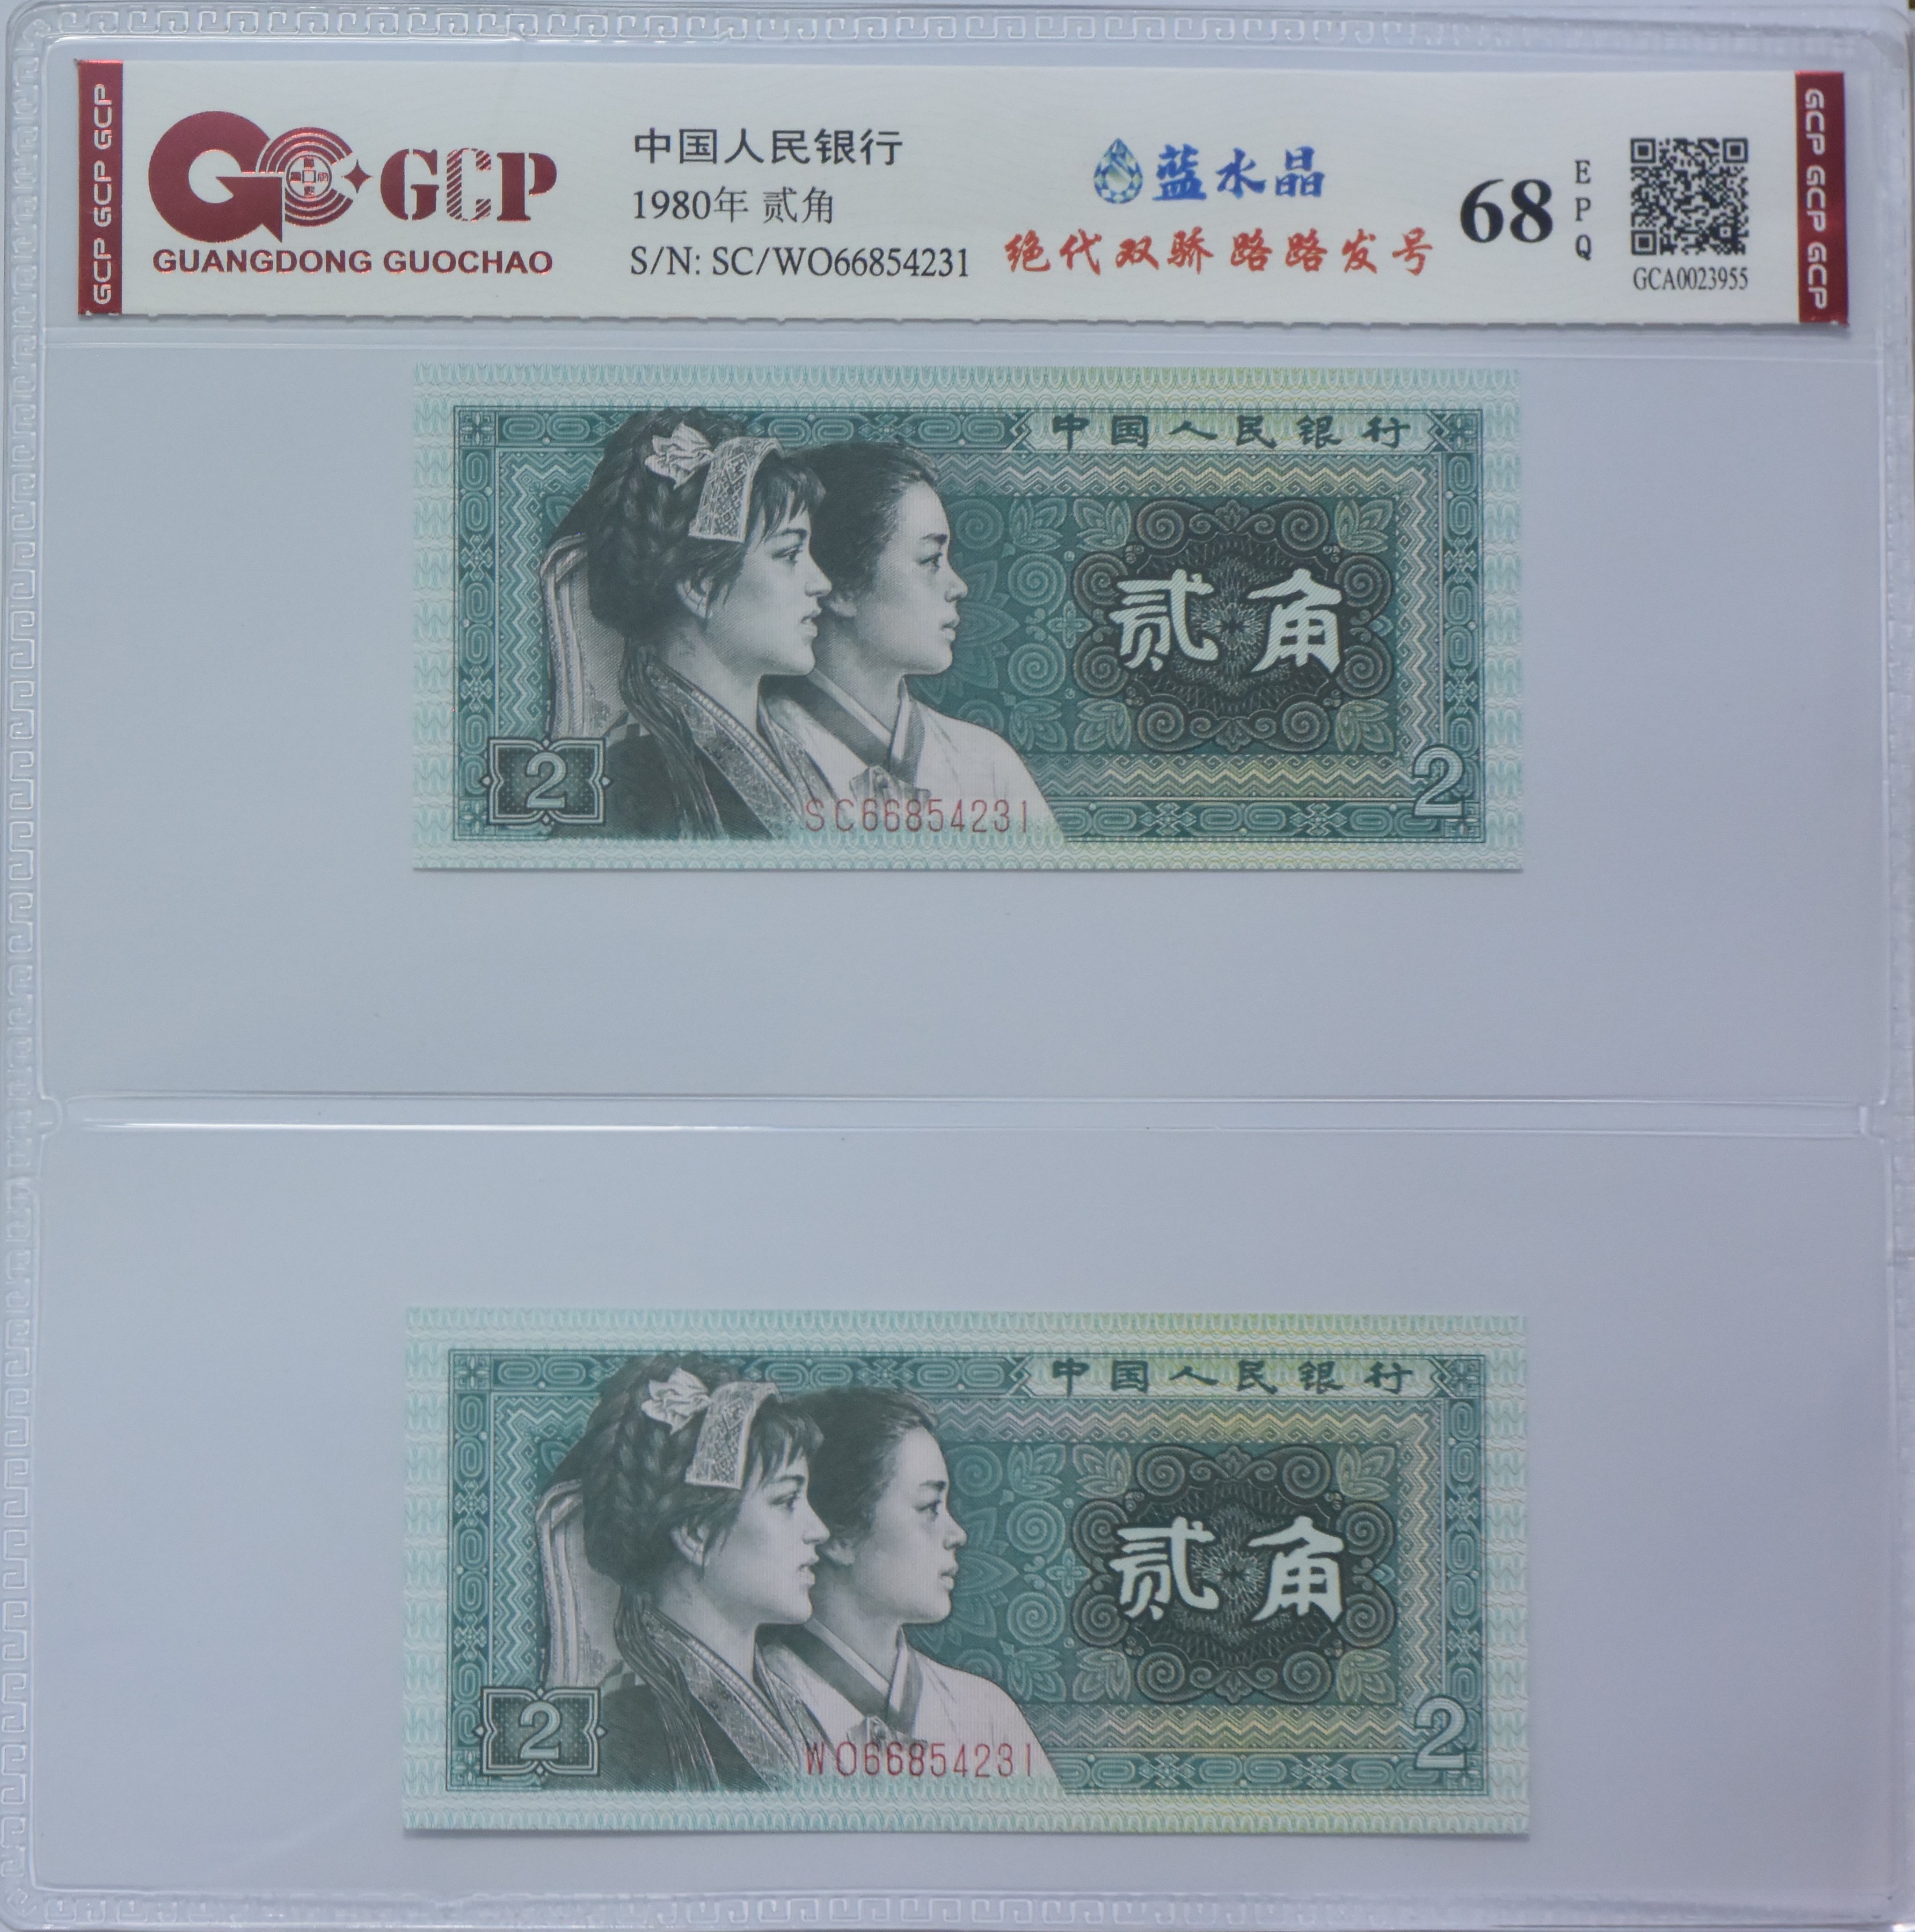 GCP GCP GCP
GCP
GUANGDONG GUOCHAO
中国人民银行
1980年 贰角
S/N: SC/WO66854231
蓝水晶
绝代双骄 路路发号
68
EPQ
GCA0023955
GCP GCP GCP
中国人民银行
贰角
2
SC66854231
2
中国人民银行
贰角
2
WO66854231
2